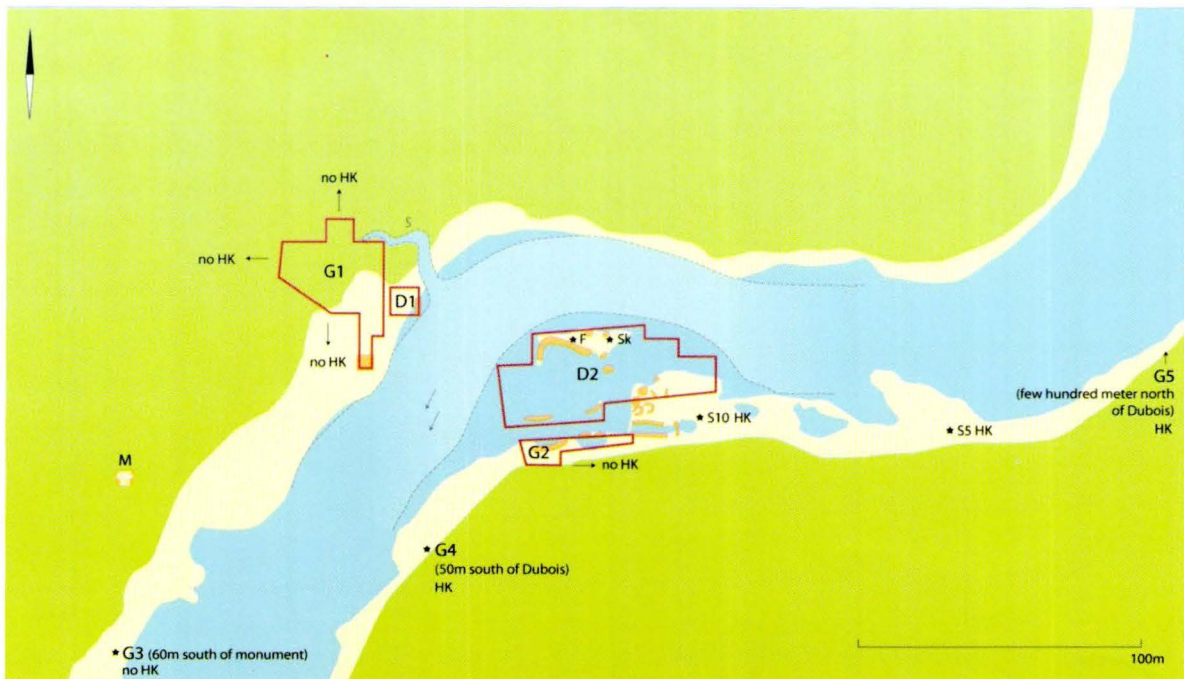 no HK
S
no HK
G1
D1
no HK
F
Sk
D2
G5
(few hundred meter north
of Dubois)
HK
S10 HK
S5 HK
G2
no HK
M
G4
(50m south of Dubois)
HK
G3 (60m south of monument)
no HK
100m